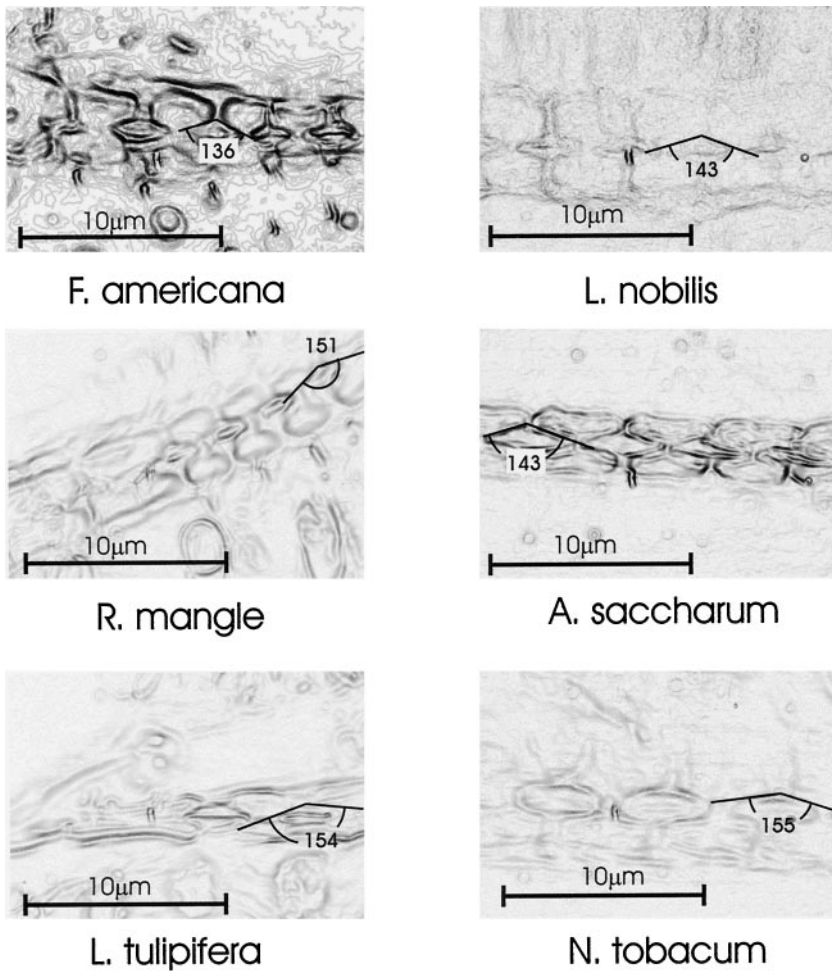 136
10μm
F. americana
143
10μm
L. nobilis
151
10μm
R. mangle
143
10μm
A. saccharum
154
10μm
L. tulipifera
155
10μm
N. tobacum